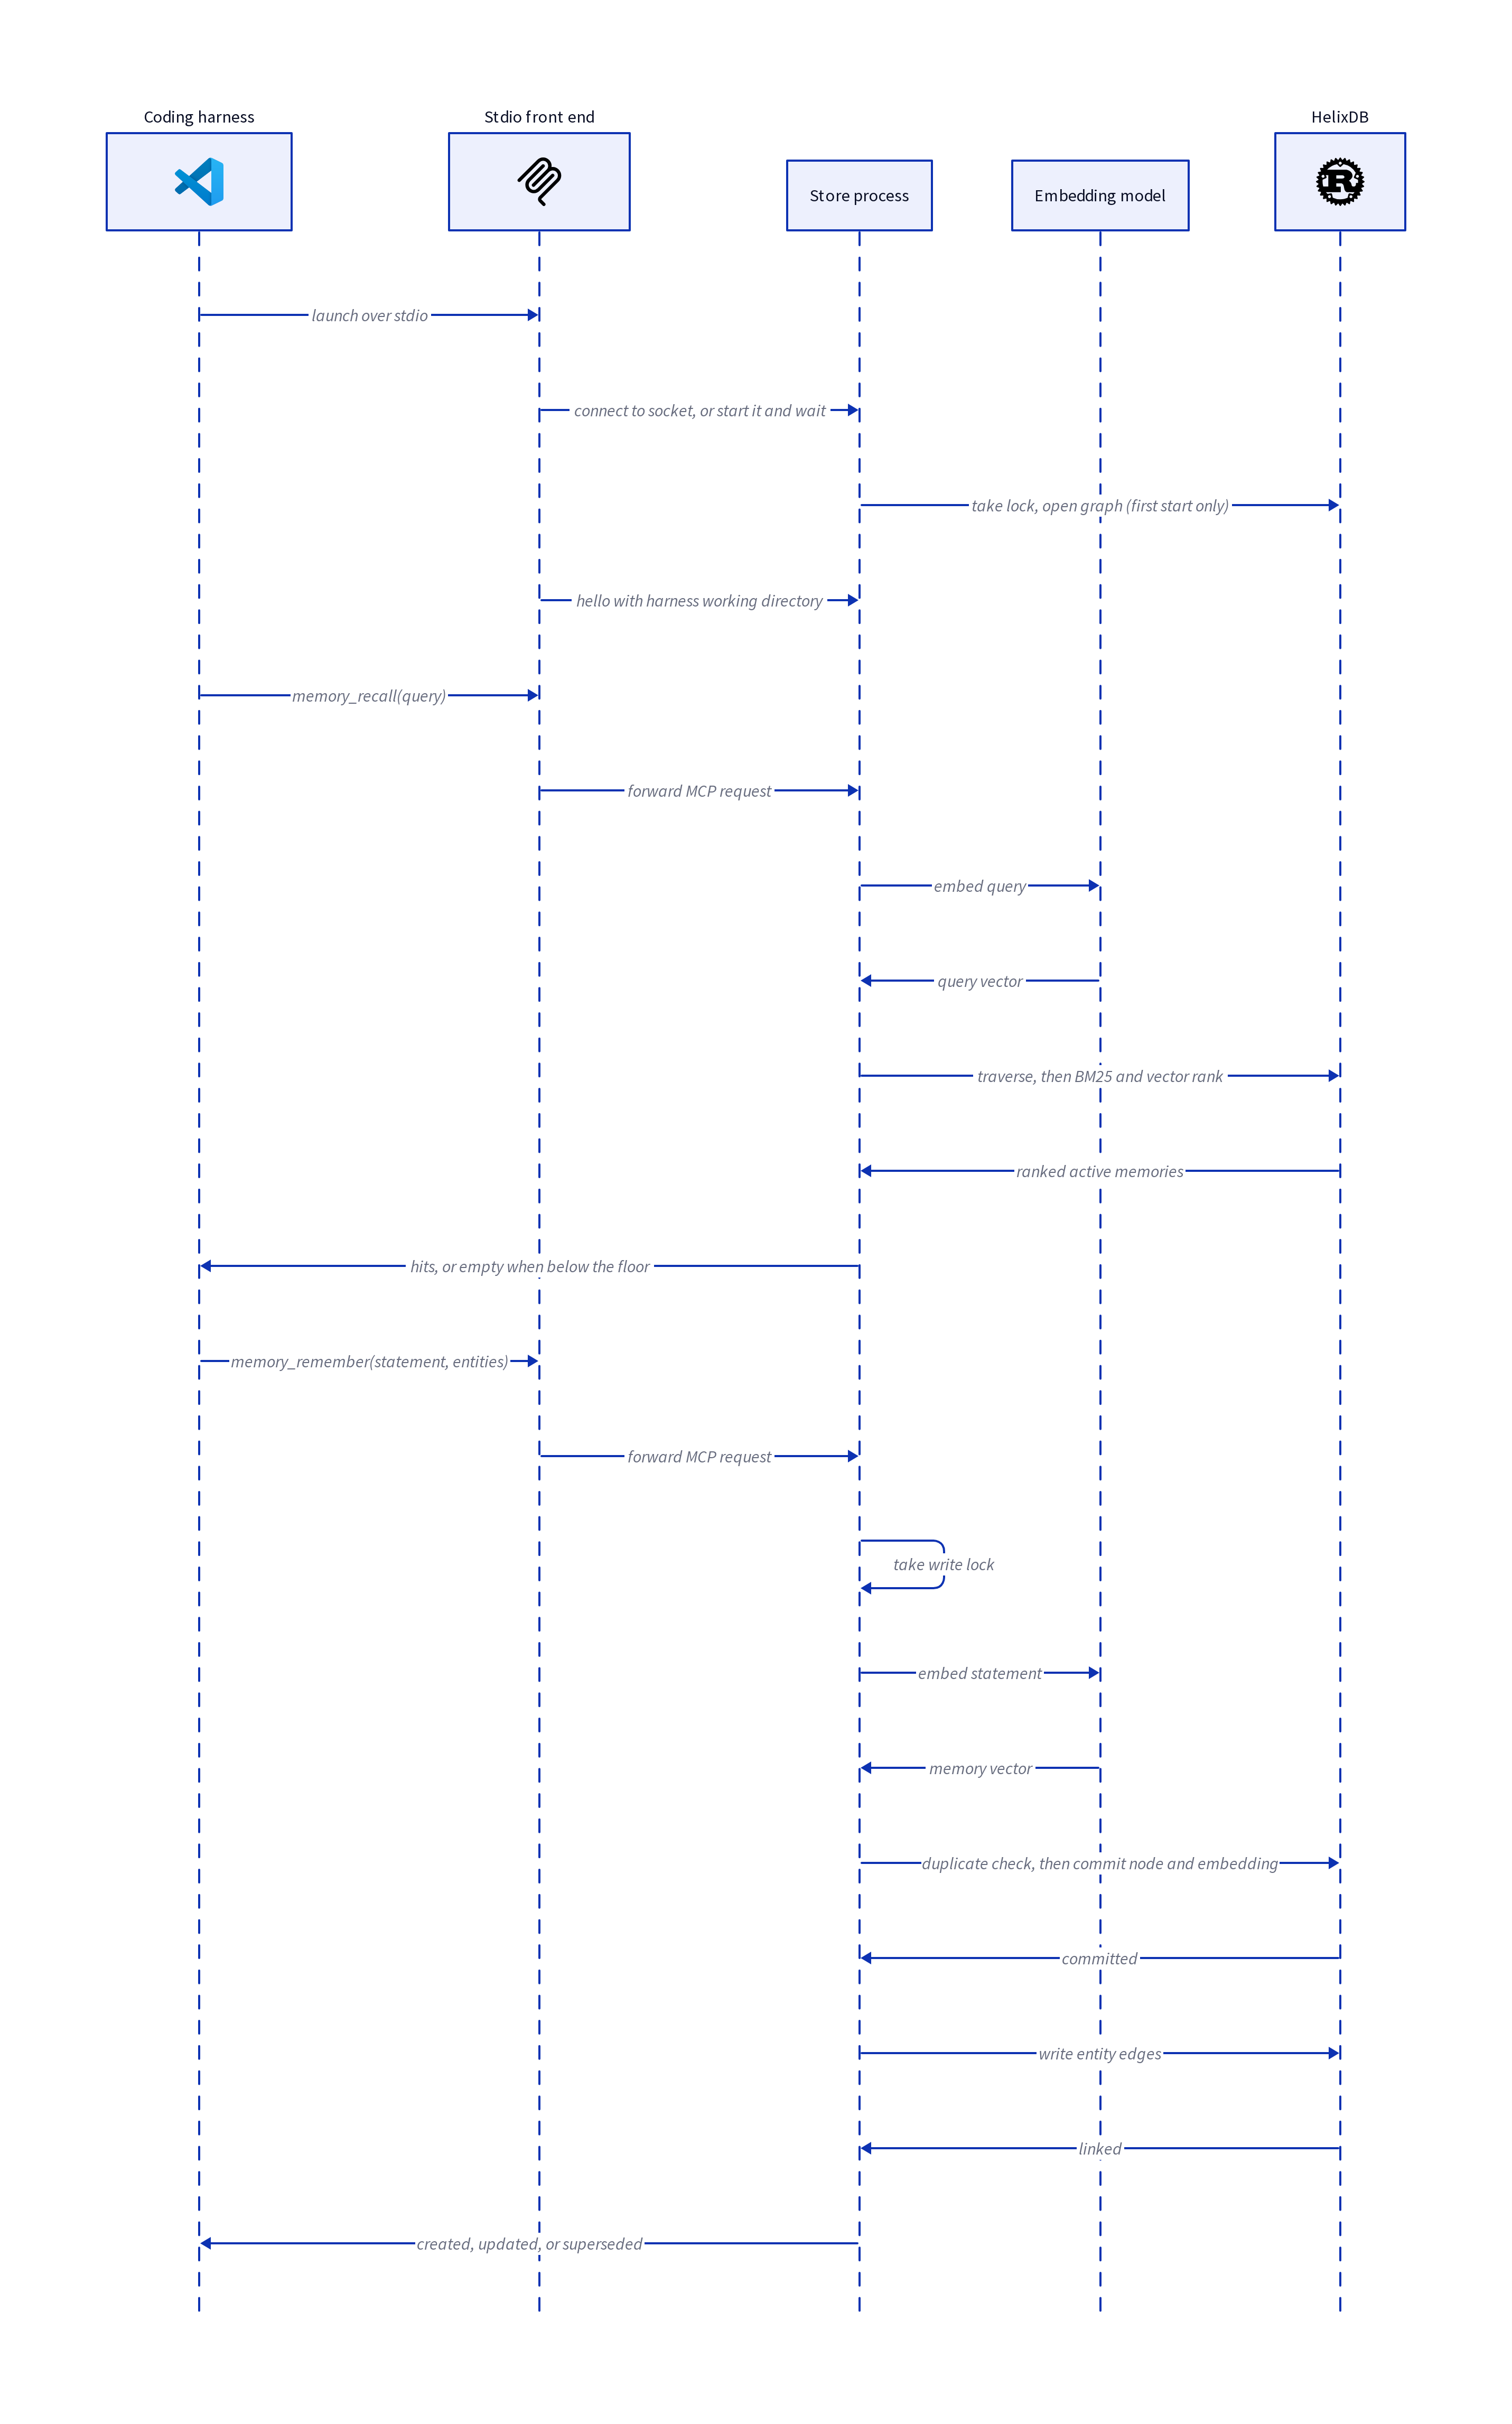 Coding harness
Stdio front end
HelixDB
Store process
Embedding model
R
launch over stdio
connect to socket, or start it and wait
take lock, open graph (first start only)
hello with harness working directory
memory_recall(query)
forward MCP request
embed query
query vector
traverse, then BM25 and vector rank
ranked active memories
hits, or empty when below the floor
memory_remember(statement, entities)
forward MCP request
take write lock
embed statement
memory vector
duplicate check, then commit node and embedding
committed
write entity edges
linked
created, updated, or superseded